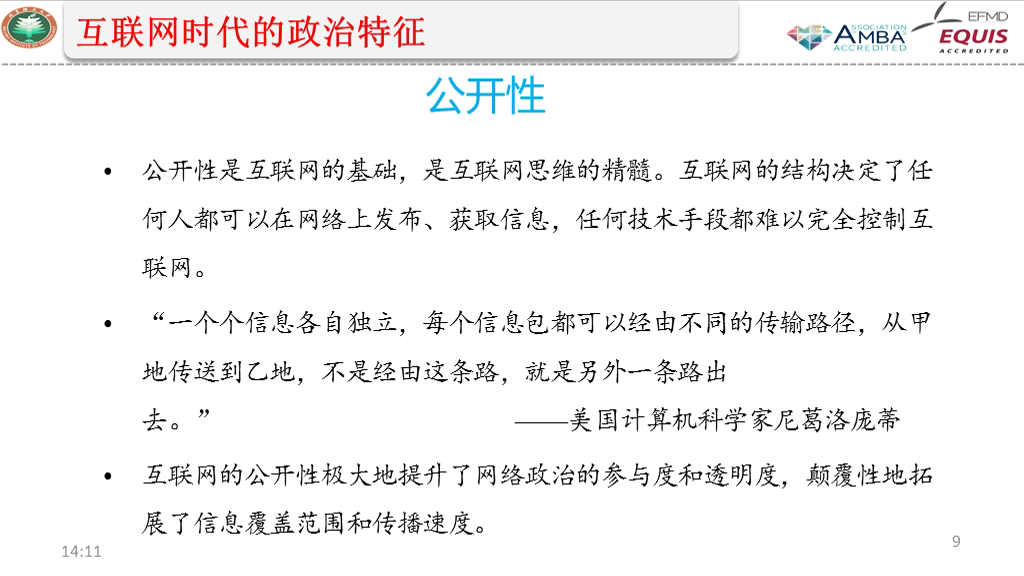 互联网时代的政治特征
ASSOCIATION
AMBA
ACCREDITED
EFMD
EQUIS
ACCREDITED
公开性
• 公开性是互联网的基础，是互联网思维的精髓。互联网的结构决定了任
何人都可以在网络上发布、获取信息，任何技术手段都难以完全控制互
联网。
• “一个个信息各自独立，每个信息包都可以经由不同的传输路径，从甲
地传送到乙地，不是经由这条路，就是另外一条路出
去。” ——美国计算机科学家尼葛洛庞蒂
• 互联网的公开性极大地提升了网络政治的参与度和透明度，颠覆性地拓
展了信息覆盖范围和传播速度。
14:11
9